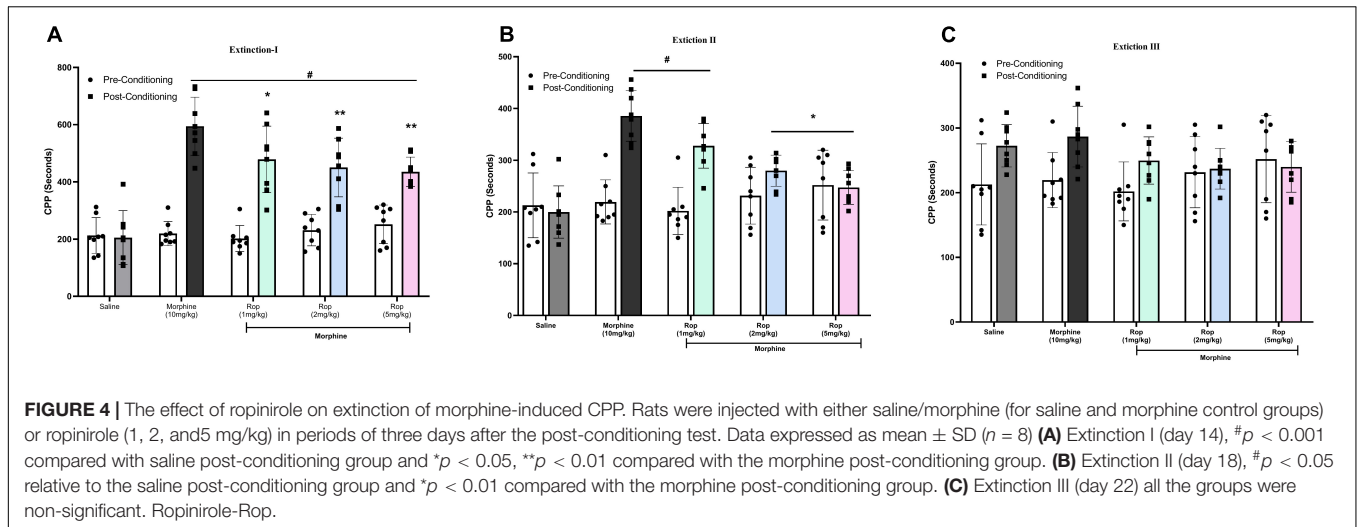 A
Extinction-I
Pre-Conditioning
Post-Conditioning
CPP (Seconds)
800
600
400
200
0
#
*
**
**
Saline
Morphine
(10mg/kg)
Rop
(1mg/kg)
Rop
(2mg/kg)
Rop
(5mg/kg)
Morphine
B
Extiction II
Pre-Conditioning
Post-Conditioning
CPP (Seconds)
500
400
300
200
100
0
#
*
Saline
Morphine
(10mg/kg)
Rop
(1mg/kg)
Rop
(2mg/kg)
Rop
(5mg/kg)
Morphine
C
Extiction III
Pre-Conditioning
Post-Conditioning
CPP (Seconds)
400
300
200
100
0
Saline
Morphine
(10mg/kg)
Rop
(1mg/kg)
Rop
(2mg/kg)
Rop
(5mg/kg)
Morphine
FIGURE 4 | The effect of ropinirole on extinction of morphine-induced CPP. Rats were injected with either saline/morphine (for saline and morphine control groups)
or ropinirole (1, 2, and5 mg/kg) in periods of three days after the post-conditioning test. Data expressed as mean ± SD (n = 8) (A) Extinction I (day 14), #p < 0.001
compared with saline post-conditioning group and *p < 0.05, **p < 0.01 compared with the morphine post-conditioning group. (B) Extinction II (day 18), #p < 0.05
relative to the saline post-conditioning group and *p < 0.01 compared with the morphine post-conditioning group. (C) Extinction III (day 22) all the groups were
non-significant. Ropinirole-Rop.